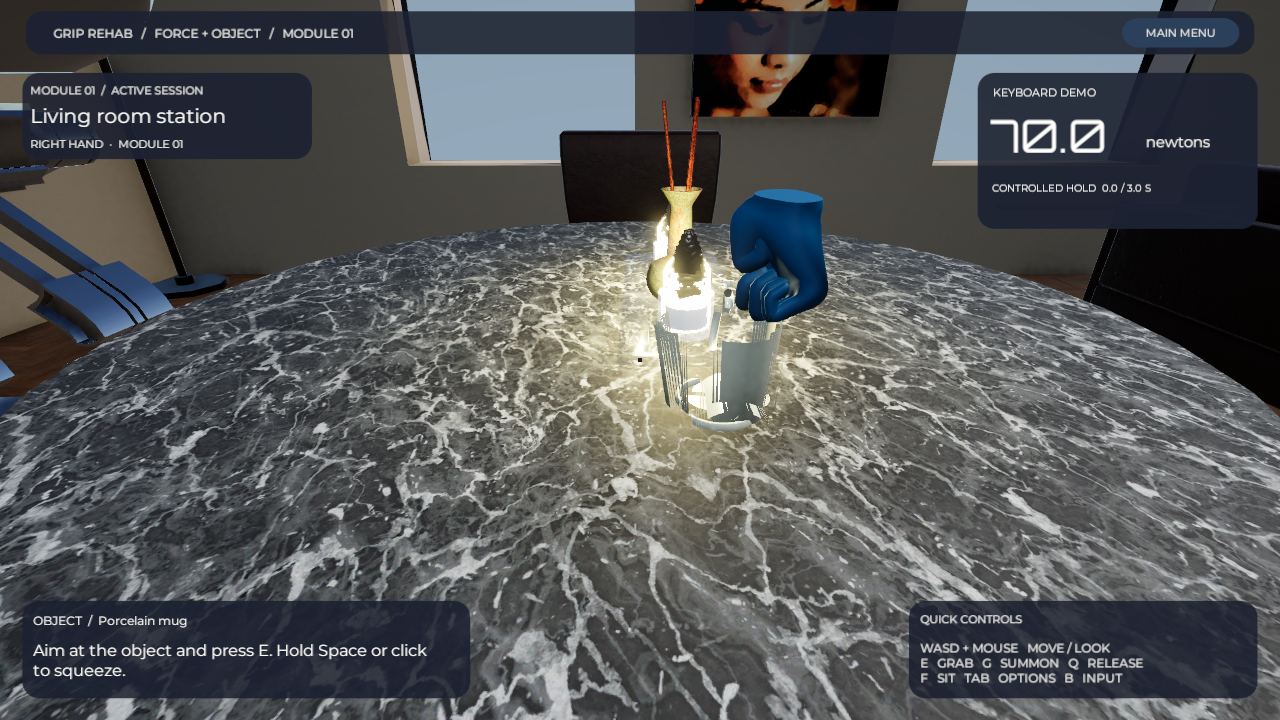 GRIP REHAB / FORCE + OBJECT / MODULE 01
MAIN MENU
MODULE 01 / ACTIVE SESSION
Living room station
RIGHT HAND · MODULE 01
KEYBOARD DEMO
70.0 newtons
CONTROLLED HOLD 0.0 / 3.0 S
OBJECT / Porcelain mug
Aim at the object and press E. Hold Space or click
to squeeze.
QUICK CONTROLS
WASD + MOUSE MOVE / LOOK
E GRAB G SUMMON Q RELEASE
F SIT TAB OPTIONS B INPUT